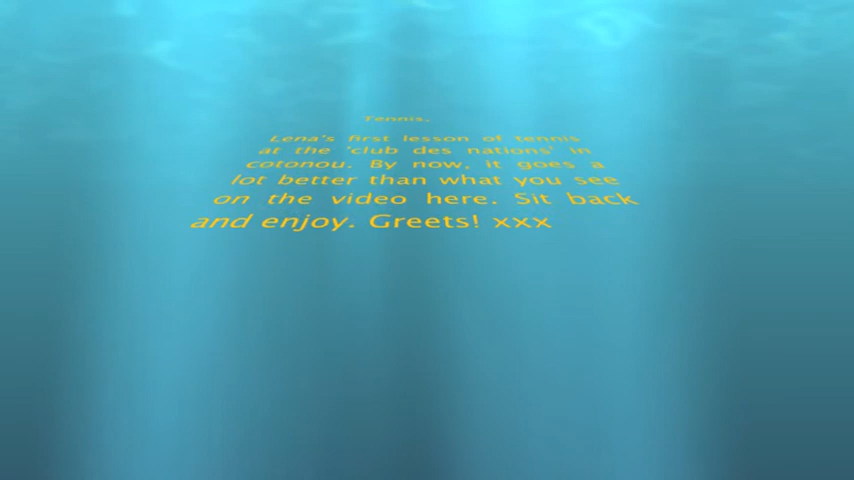 Tennis.
Lena's first lesson of tennis
at the 'club des nations' in
cotonou. By now, it goes a
lot better than what you see
on the video here. Sit back
and enjoy. Greets! xxx